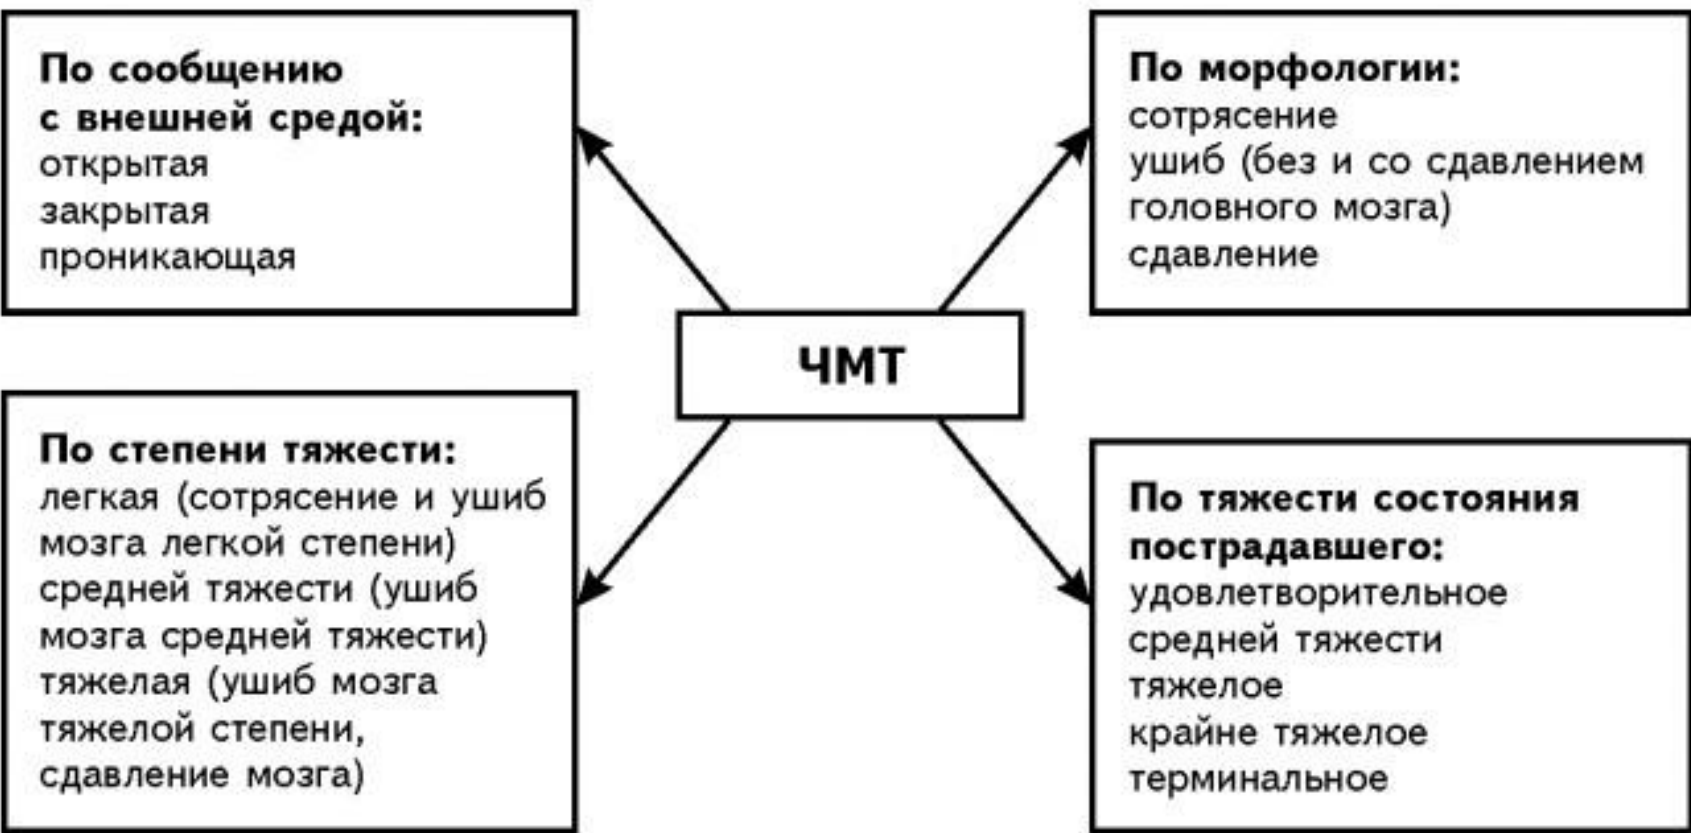 По сообщению
с внешней средой:
открытая
закрытая
проникающая
По морфологии:
сотрясение
ушиб (без и со сдавлением
головного мозга)
сдавление
ЧМТ
По степени тяжести:
легкая (сотрясение и ушиб
мозга легкой степени)
средней тяжести (ушиб
мозга средней тяжести)
тяжелая (ушиб мозга
тяжелой степени,
сдавление мозга)
По тяжести состояния
пострадавшего:
удовлетворительное
средней тяжести
тяжелое
крайне тяжелое
терминальное